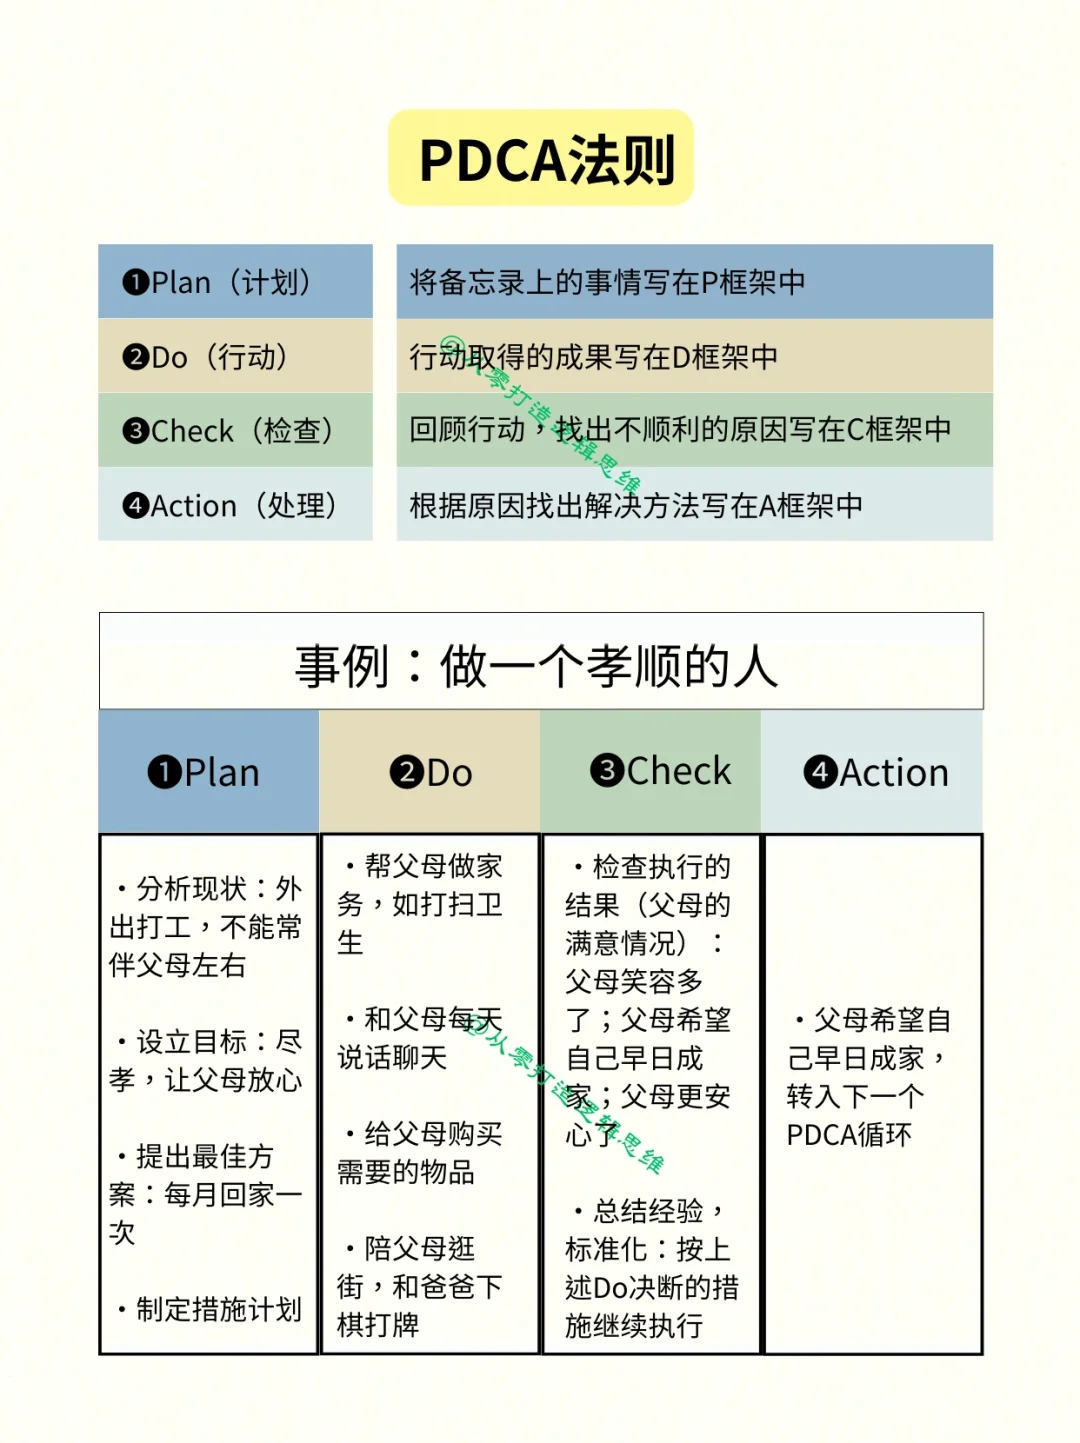 PDCA法则
❶Plan（计划）
将备忘录上的事情写在P框架中
❷Do（行动）
行动取得的成果写在D框架中
❸Check（检查）
回顾行动，找出不顺利的原因写在C框架中
❹Action（处理）
根据原因找出解决方法写在A框架中
@从零打造逻辑思维
事例：做一个孝顺的人
❶Plan
❷Do
❸Check
❹Action
·分析现状：外
出打工，不能常
伴父母左右
·设立目标：尽
孝，让父母放心
·提出最佳方
案：每月回家一
次
·制定措施计划
·帮父母做家
务，如打扫卫
生
·和父母每天
说话聊天
·给父母购买
需要的物品
·陪父母逛
街，和爸爸下
棋打牌
·检查执行的
结果（父母的
满意情况）：
父母笑容多
了；父母希望
自己早日成
家；父母更安
心了
·总结经验，
标准化：按上
述Do决断的措
施继续执行
·父母希望自
己早日成家，
转入下一个
PDCA循环
@从零打造逻辑思维